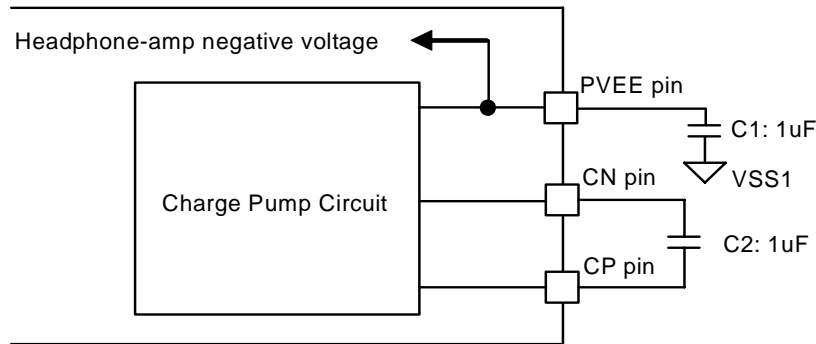 Headphone-amp negative voltage
PVEE pin
C1: 1uF
VSS1
CN pin
Charge Pump Circuit
C2: 1uF
CP pin